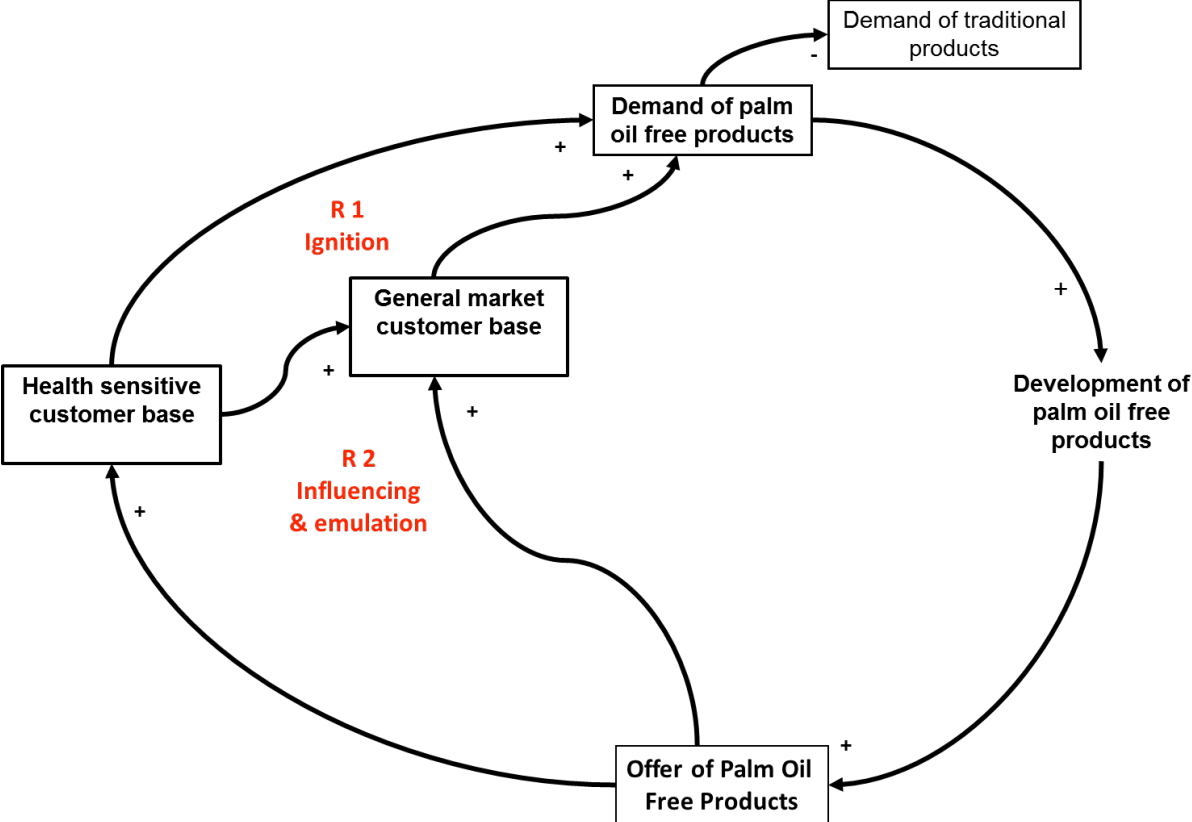 Demand of traditional
products
-
Demand of palm
oil free products
+
+
R 1
Ignition
+
General market
customer base
+
Health sensitive
customer base
Development of
palm oil free
products
+
R 2
Influencing
& emulation
+
+
Offer of Palm Oil
Free Products